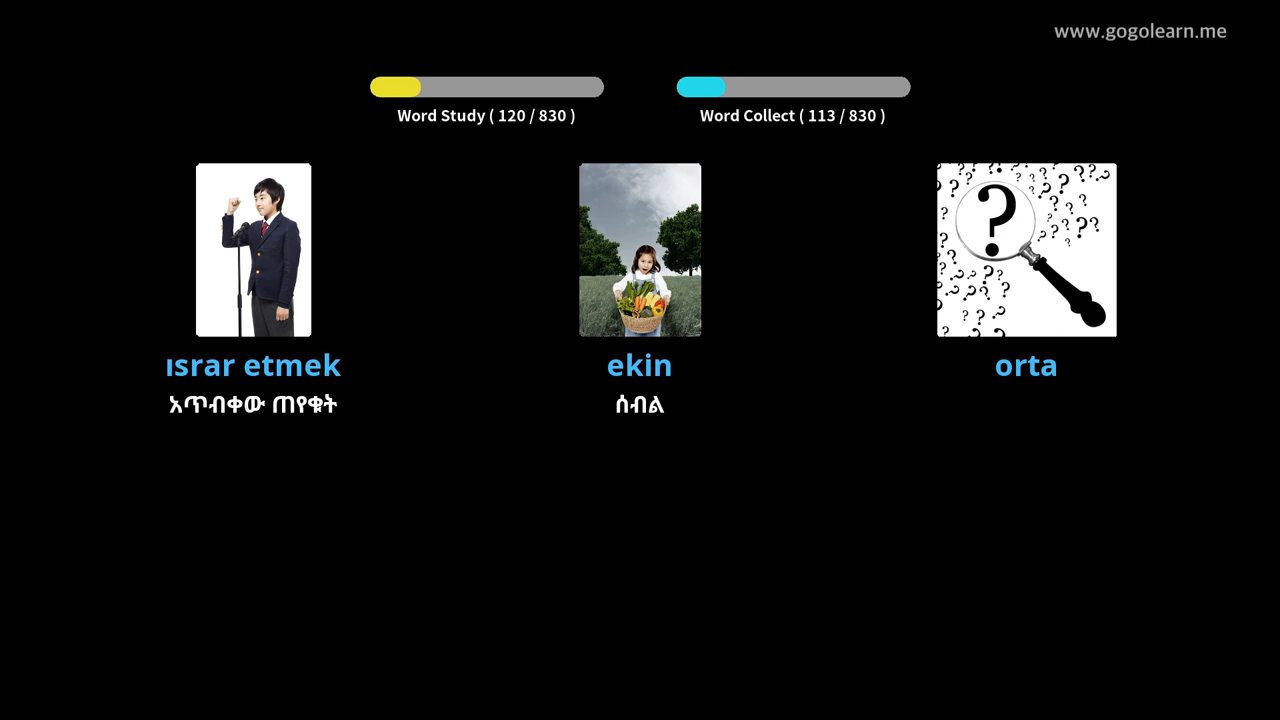 www.gogolearn.me
Word Study ( 120 / 830 )
Word Collect ( 113 / 830 )
ısrar etmek
ekin
orta
አጥብቀው ጠየቁት
ሰብል